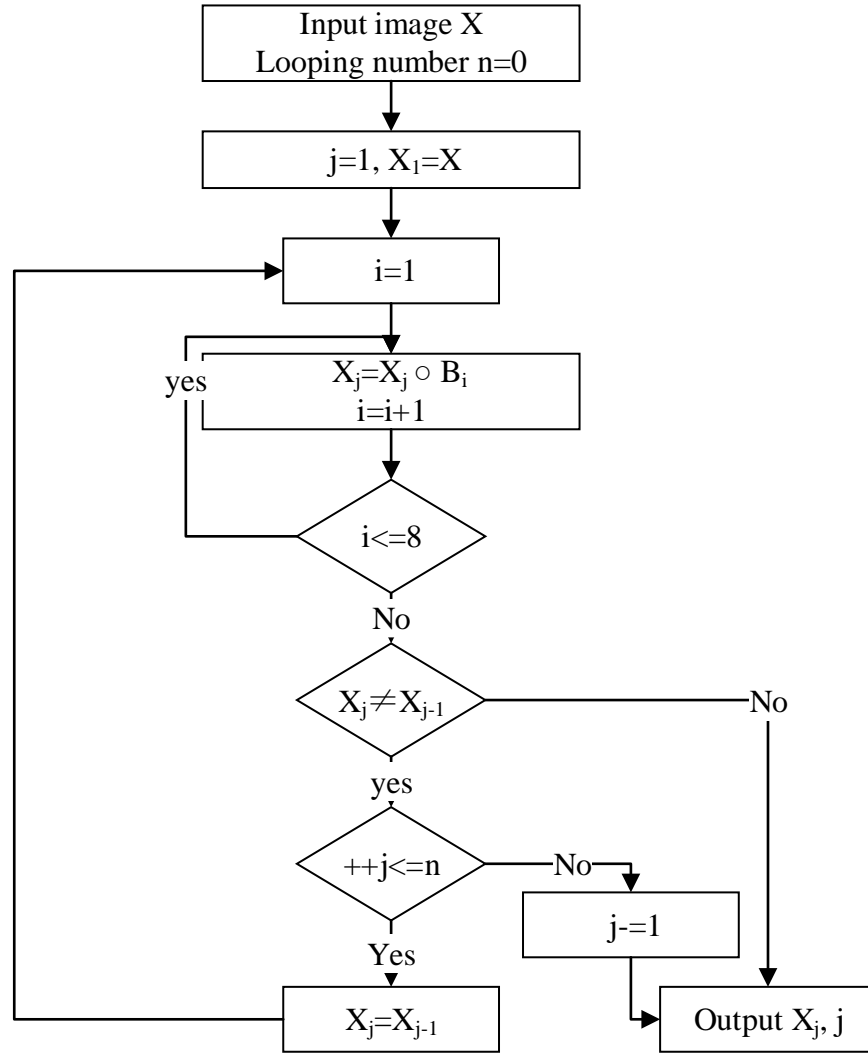 Input image X
Looping number n=0
j=1, X₁=X
i=1
Xⱼ=Xⱼ ○ Bᵢ
i=i+1
yes
i<=8
No
Xⱼ≠Xⱼ₋₁
No
yes
++j<=n
No
j-=1
Yes
Xⱼ=Xⱼ₋₁
Output Xⱼ, j